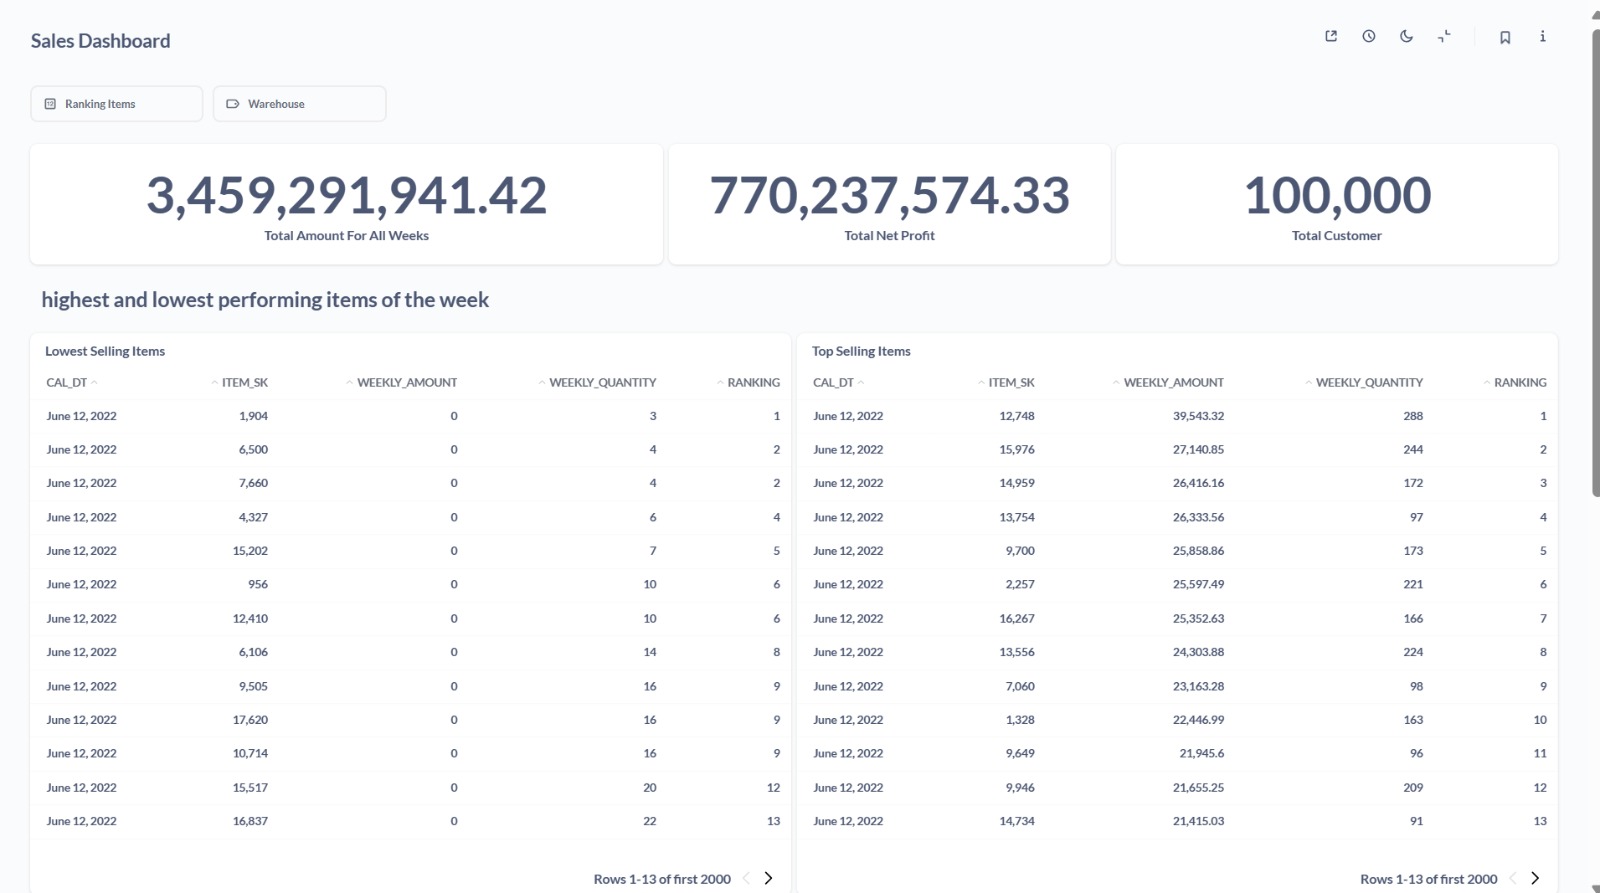 Sales Dashboard
Ranking Items
Warehouse
3,459,291,941.42
Total Amount For All Weeks
770,237,574.33
Total Net Profit
100,000
Total Customer
highest and lowest performing items of the week
Lowest Selling Items
CAL_DT ITEM_SK WEEKLY_AMOUNT WEEKLY_QUANTITY RANKING
June 12, 2022 1,904 0 3 1
June 12, 2022 6,500 0 4 2
June 12, 2022 7,660 0 4 2
June 12, 2022 4,327 0 6 4
June 12, 2022 15,202 0 7 5
June 12, 2022 956 0 10 6
June 12, 2022 12,410 0 10 6
June 12, 2022 6,106 0 14 8
June 12, 2022 9,505 0 16 9
June 12, 2022 17,620 0 16 9
June 12, 2022 10,714 0 16 9
June 12, 2022 15,517 0 20 12
June 12, 2022 16,837 0 22 13
Rows 1-13 of first 2000
Top Selling Items
CAL_DT ITEM_SK WEEKLY_AMOUNT WEEKLY_QUANTITY RANKING
June 12, 2022 12,748 39,543.32 288 1
June 12, 2022 15,976 27,140.85 244 2
June 12, 2022 14,959 26,416.16 172 3
June 12, 2022 13,754 26,333.56 97 4
June 12, 2022 9,700 25,858.86 173 5
June 12, 2022 2,257 25,597.49 221 6
June 12, 2022 16,267 25,352.63 166 7
June 12, 2022 13,556 24,303.88 224 8
June 12, 2022 7,060 23,163.28 98 9
June 12, 2022 1,328 22,446.99 163 10
June 12, 2022 9,649 21,945.6 96 11
June 12, 2022 9,946 21,655.25 209 12
June 12, 2022 14,734 21,415.03 91 13
Rows 1-13 of first 2000